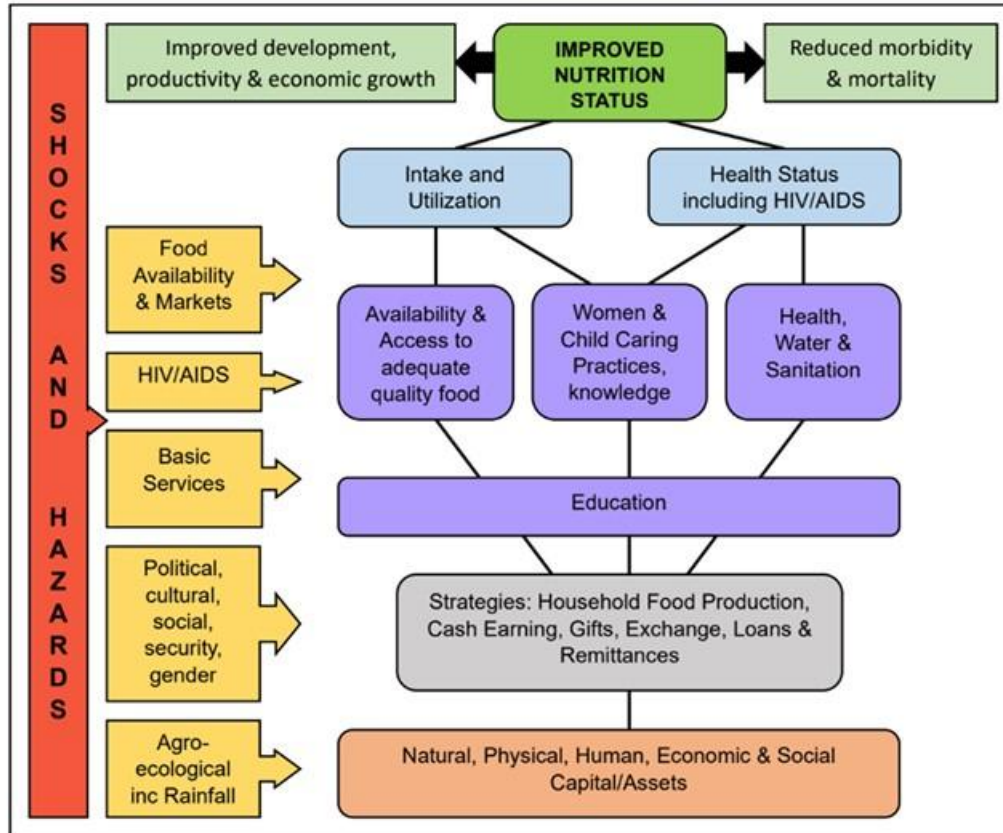 Improved development,
productivity & economic growth
IMPROVED
NUTRITION
STATUS
Reduced morbidity
& mortality
SHOCKS AND HAZARDS
Intake and
Utilization
Health Status
including HIV/AIDS
Food
Availability
& Markets
Availability &
Access to
adequate
quality food
Women &
Child Caring
Practices,
knowledge
Health,
Water &
Sanitation
HIV/AIDS
Basic
Services
Education
Political,
cultural,
social,
security,
gender
Strategies: Household Food Production,
Cash Earning, Gifts, Exchange, Loans &
Remittances
Agro-
ecological
inc Rainfall
Natural, Physical, Human, Economic & Social
Capital/Assets